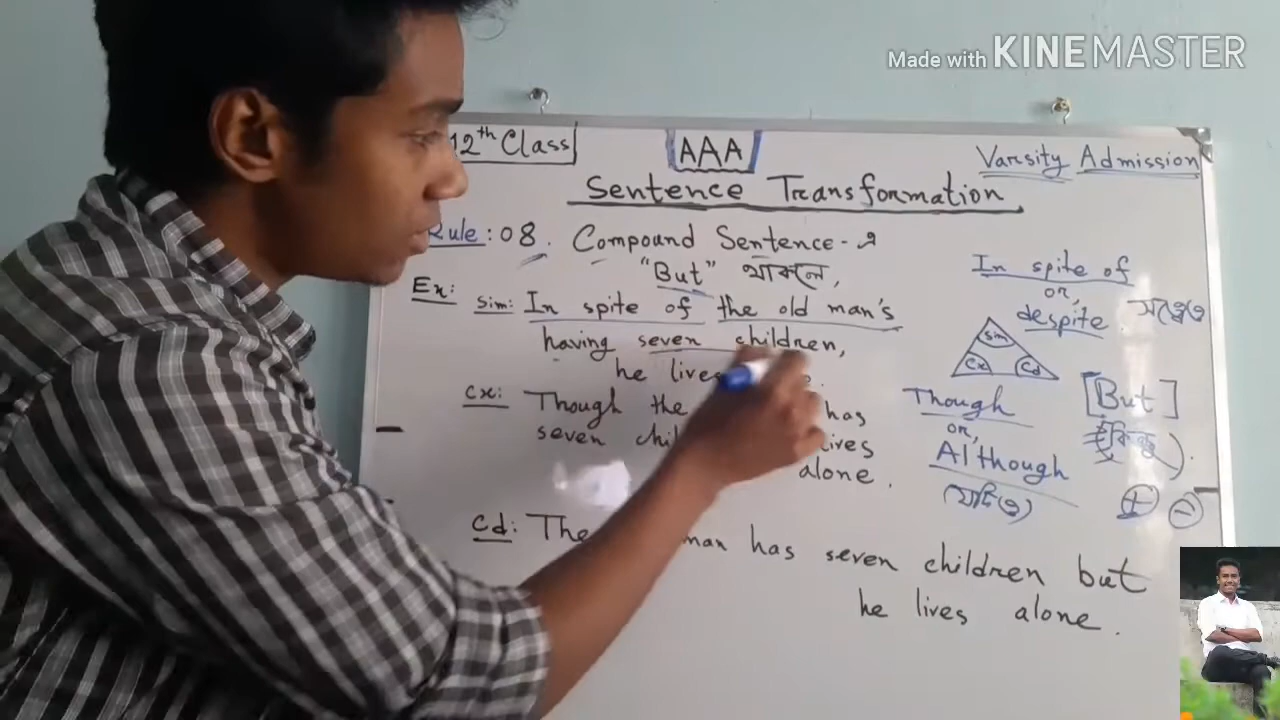 Made with KINEMASTER
12th Class
AAA
Varsity Admission
Sentence Transformation
Rule: 08. Compound Sentence-এ
"But" থাকলে,
Ex:
Sim: In spite of the old man's
having seven children,
he lives
Cx: Though the has
seven lives
alone.
Cd: The man has seven children but
he lives alone.
In spite of
or,
despite সত্ত্বেও
Sim
Cx Cd
Though
or,
Although
যদিও
[But]
কিন্তু
+ -